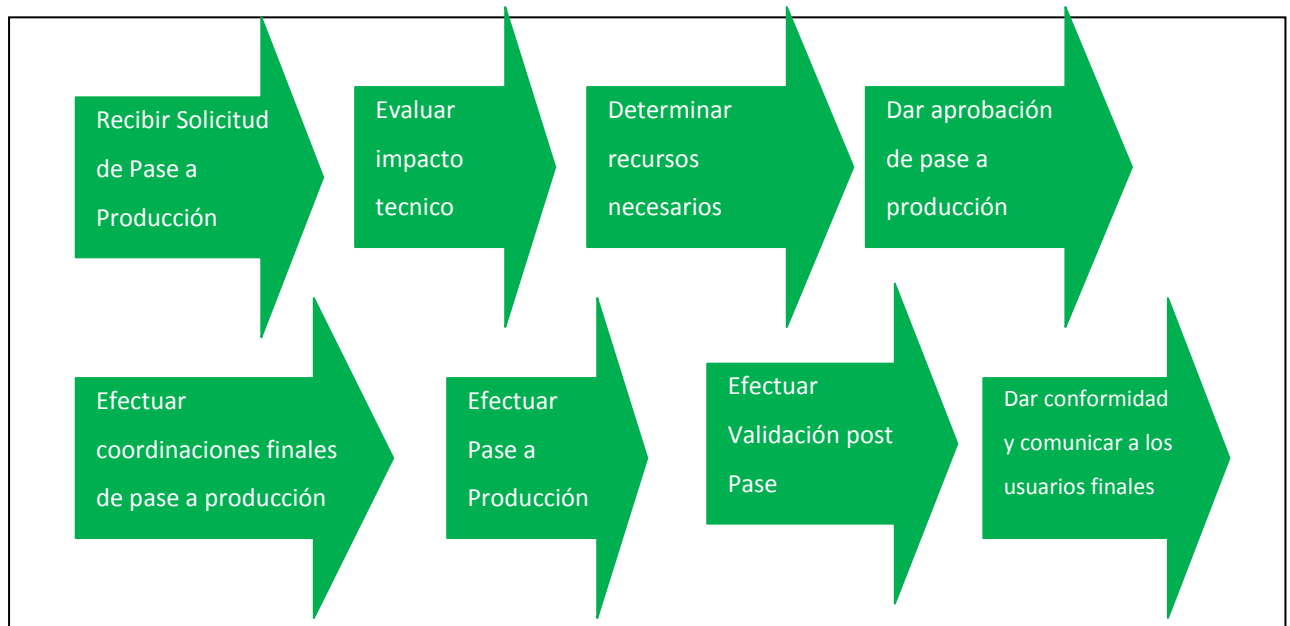 Recibir Solicitud
de Pase a
Producción
Evaluar
impacto
tecnico
Determinar
recursos
necesarios
Dar aprobación
de pase a
producción
Efectuar
coordinaciones finales
de pase a producción
Efectuar
Pase a
Producción
Efectuar
Validación post
Pase
Dar conformidad
y comunicar a los
usuarios finales